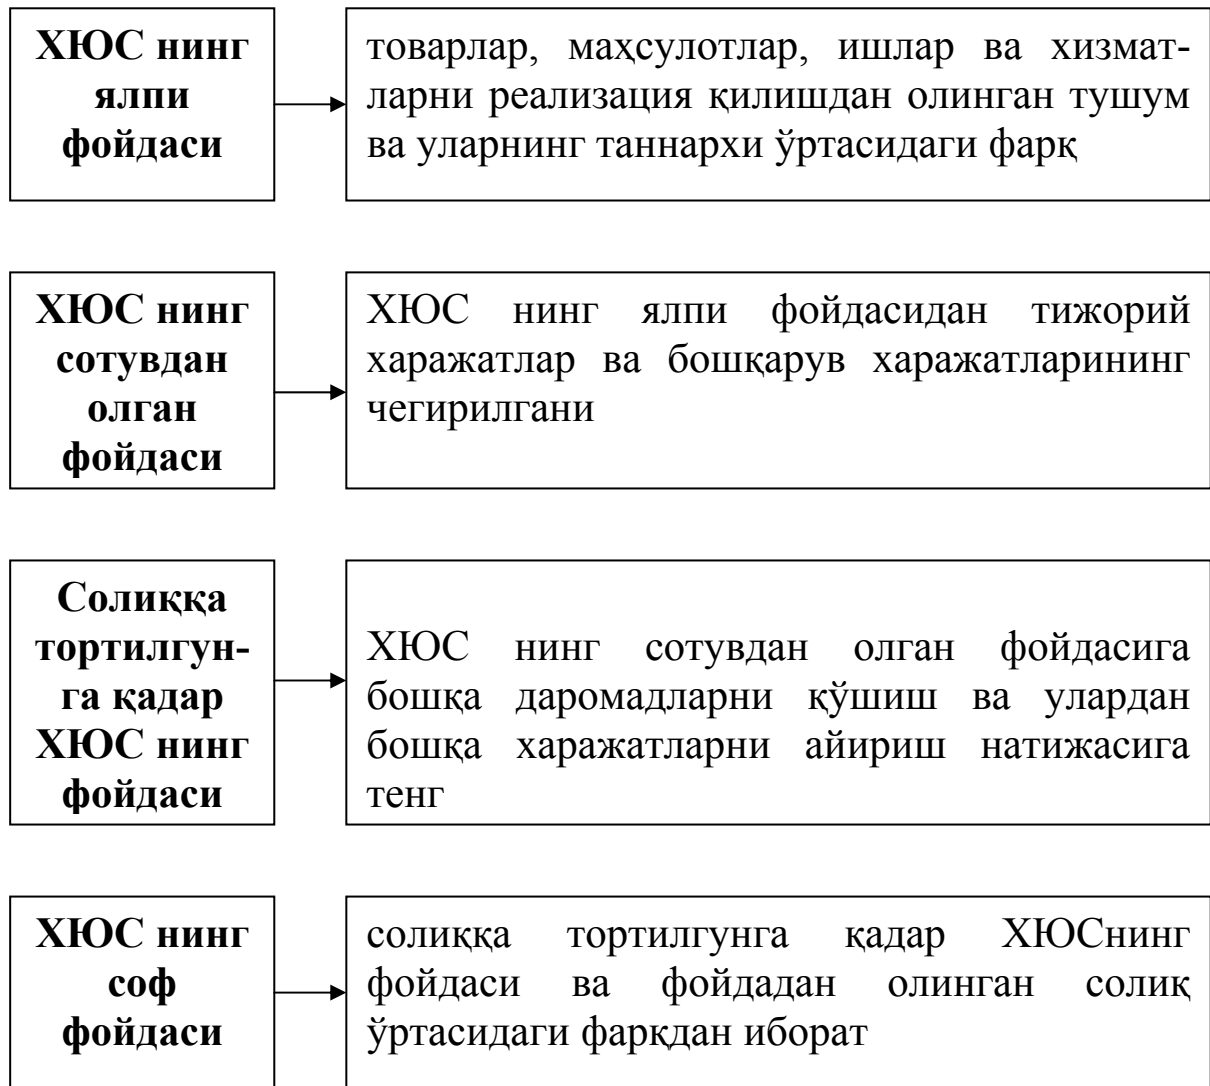 ХЮС нинг
ялпи
фойдаси
товарлар, маҳсулотлар, ишлар ва хизмат-
ларни реализация қилишдан олинган тушум
ва уларнинг таннархи ўртасидаги фарқ
ХЮС нинг
сотувдан
олган
фойдаси
ХЮС нинг ялпи фойдасидан тижорий
харажатлар ва бошқарув харажатларининг
чегирилгани
Солиққа
тортилгун-
га қадар
ХЮС нинг
фойдаси
ХЮС нинг сотувдан олган фойдасига
бошқа даромадларни қўшиш ва улардан
бошқа харажатларни айириш натижасига
тенг
ХЮС нинг
соф
фойдаси
солиққа тортилгунга қадар ХЮСнинг
фойдаси ва фойдадан олинган солиқ
ўртасидаги фарқдан иборат